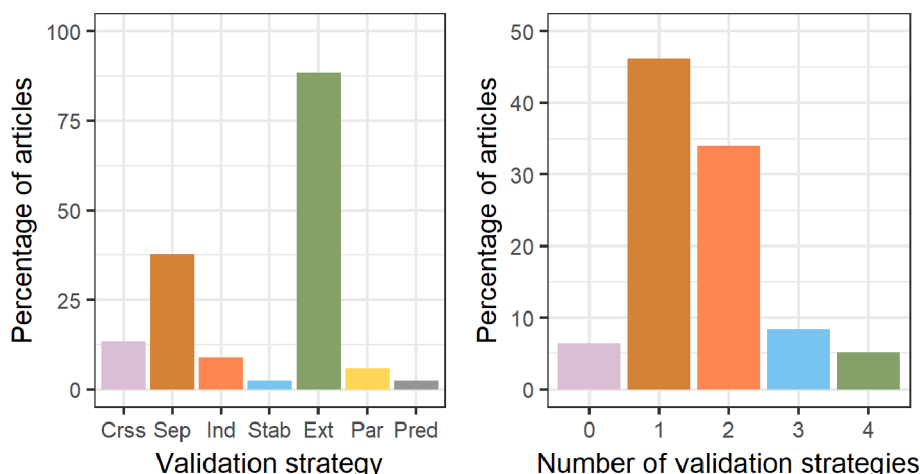 Percentage of articles
100
75
50
25
0
Crss Sep Ind Stab Ext Par Pred
Validation strategy
Percentage of articles
50
40
30
20
10
0
0 1 2 3 4
Number of validation strategies